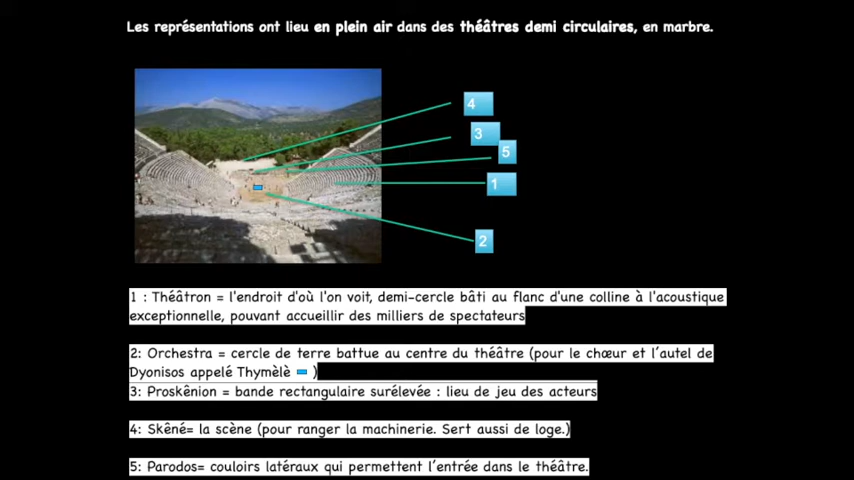 Les représentations ont lieu en plein air dans des théâtres demi circulaires, en marbre.
4
3
5
1
2
1 : Théâtron = l'endroit d'où l'on voit, demi-cercle bâti au flanc d'une colline à l'acoustique
exceptionnelle, pouvant accueillir des milliers de spectateurs
2: Orchestra = cercle de terre battue au centre du théâtre (pour le chœur et l'autel de
Dyonisos appelé Thymèlè )
3: Proskênion = bande rectangulaire surélevée : lieu de jeu des acteurs
4: Skêné= la scène (pour ranger la machinerie. Sert aussi de loge.)
5: Parodos= couloirs latéraux qui permettent l'entrée dans le théâtre.